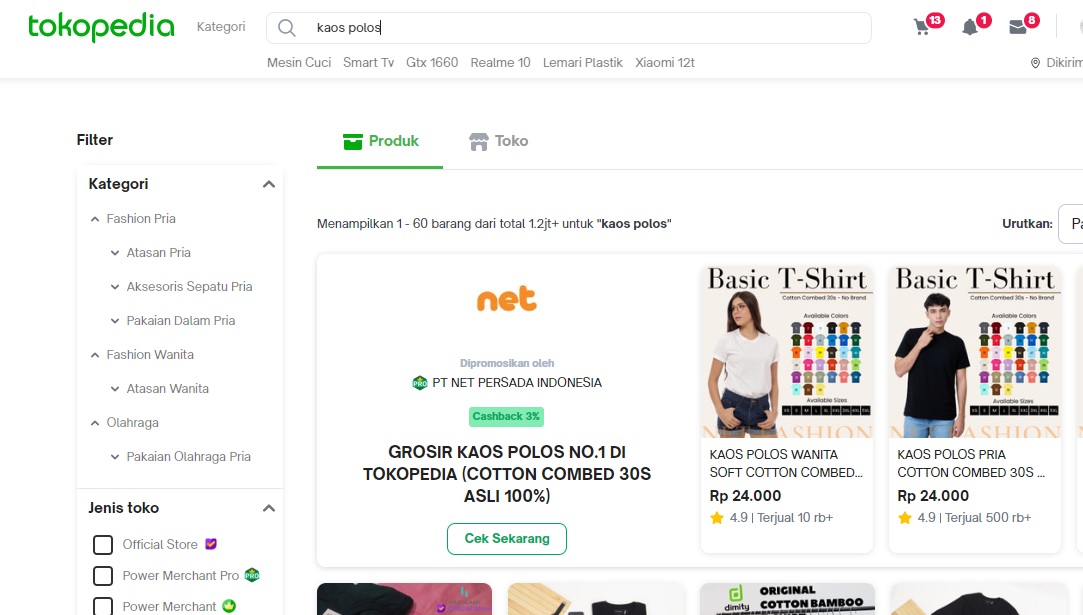 tokopedia
Kategori
kaos polos
13
1
8
Mesin Cuci Smart Tv Gtx 1660 Realme 10 Lemari Plastik Xiaomi 12t
Dikirim
Filter
Produk
Toko
Kategori
Fashion Pria
Atasan Pria
Aksesoris Sepatu Pria
Pakaian Dalam Pria
Fashion Wanita
Atasan Wanita
Olahraga
Pakaian Olahraga Pria
Jenis toko
Official Store
Power Merchant Pro PRO
Power Merchant
Menampilkan 1 - 60 barang dari total 1.2jt+ untuk "kaos polos"
Urutkan:
net
Dipromosikan oleh
PRO PT NET PERSADA INDONESIA
Cashback 3%
GROSIR KAOS POLOS NO.1 DI
TOKOPEDIA (COTTON COMBED 30S
ASLI 100%)
Cek Sekarang
Basic T-Shirt
Cotton Combed 30s - No Brand
Available Colors
Available Sizes
KAOS POLOS WANITA
SOFT COTTON COMBED...
Rp 24.000
4.9 | Terjual 10 rb+
Basic T-Shirt
Cotton Combed 30s - No Brand
Available Colors
Available Sizes
KAOS POLOS PRIA
COTTON COMBED 30S ...
Rp 24.000
4.9 | Terjual 500 rb+
dimity
ORIGINAL
COTTON BAMBOO